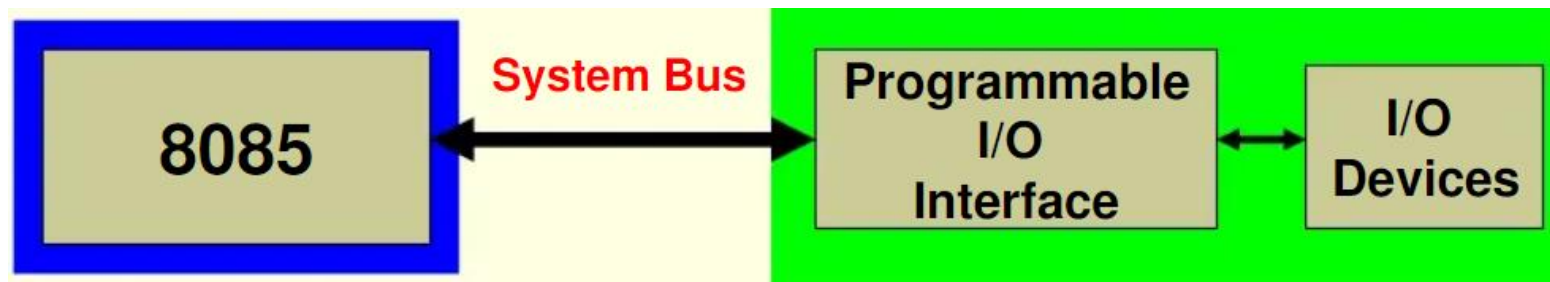 8085
System Bus
Programmable
I/O
Interface
I/O
Devices